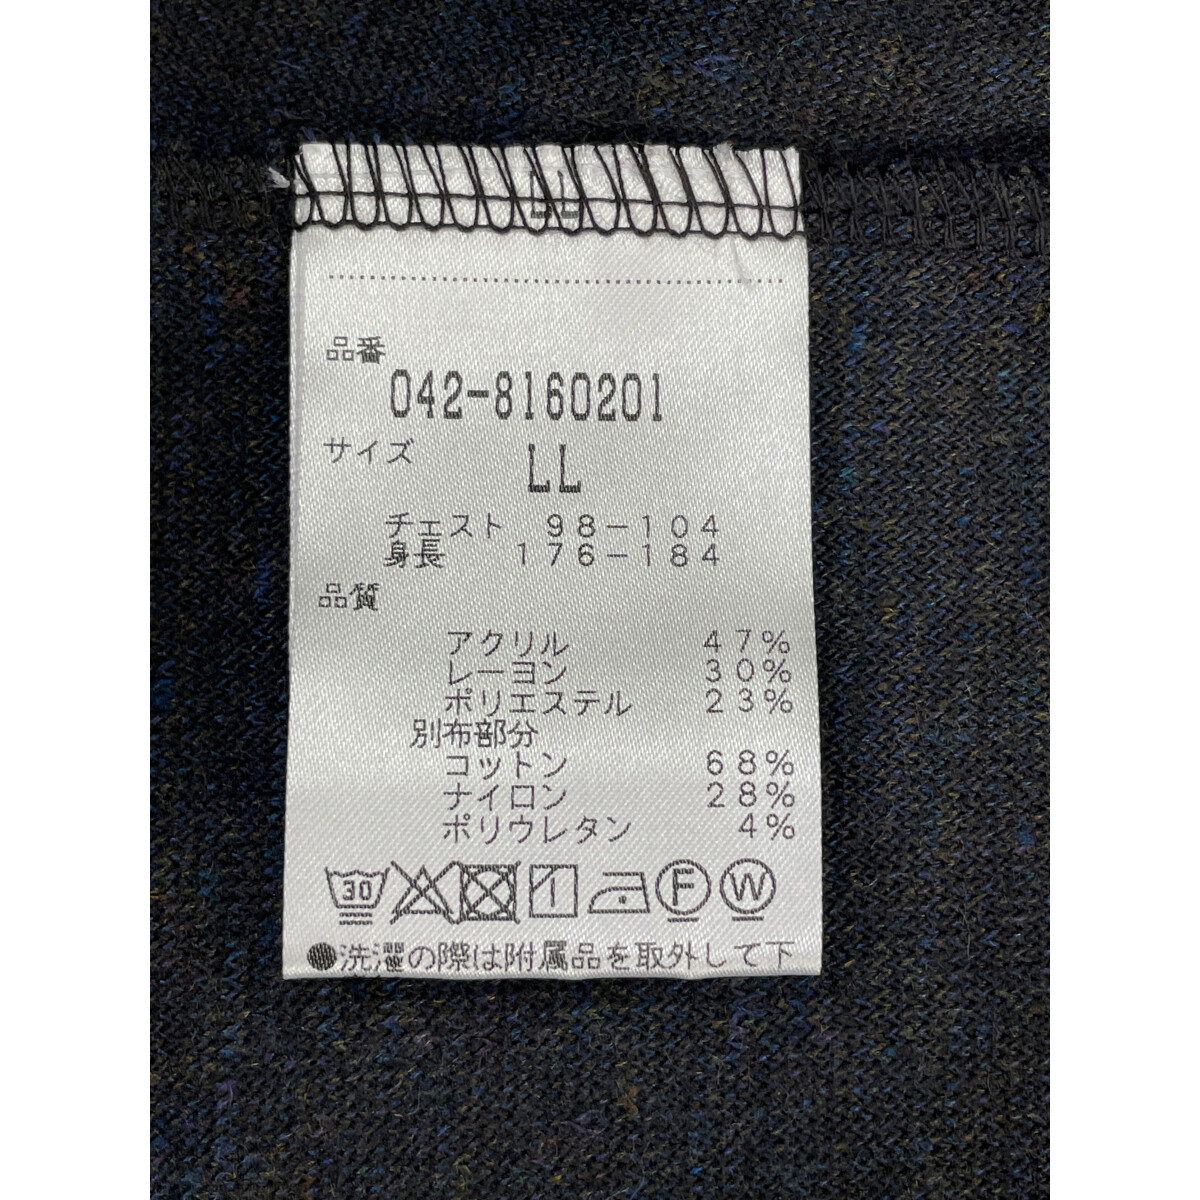 LL
品番
042-8160201
サイズ
LL
チェスト 98-104
身長 176-184
品質
アクリル 47%
レーヨン 30%
ポリエステル 23%
別布部分
コットン 68%
ナイロン 28%
ポリウレタン 4%
30 1 F W
●洗濯の際は附属品を取外して下